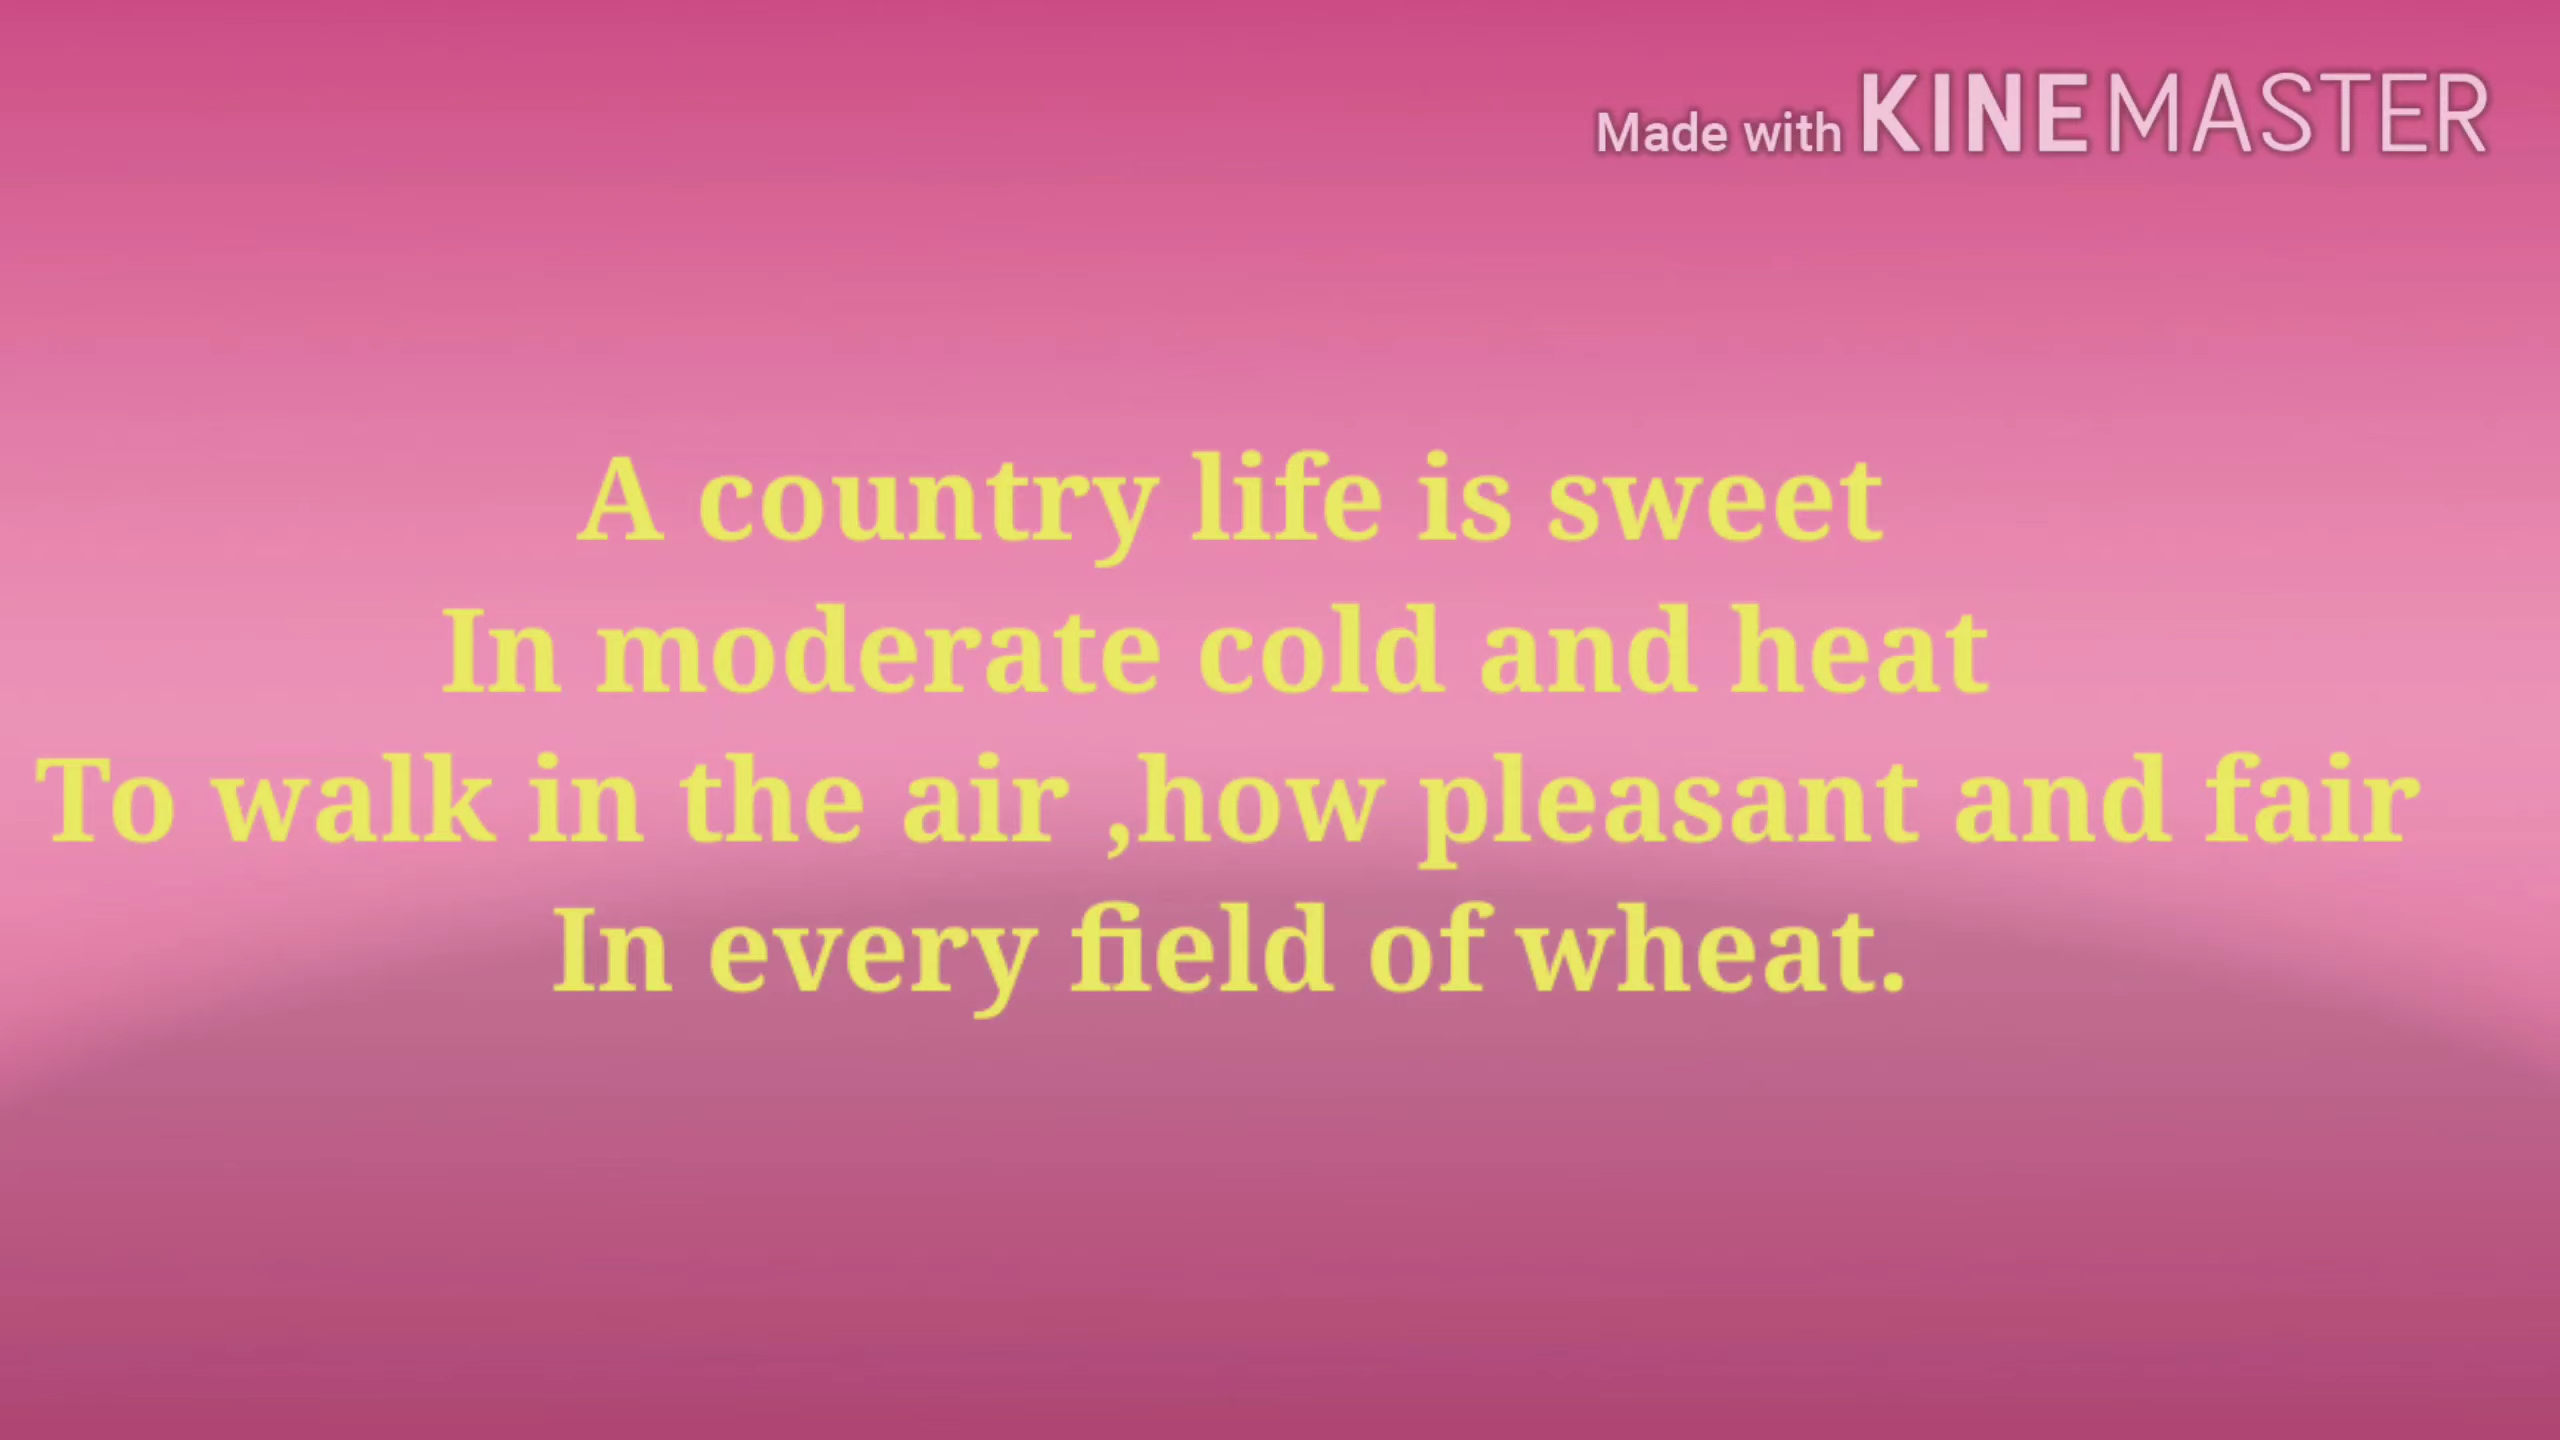 Made with KINEMASTER
A country life is sweet
In moderate cold and heat
To walk in the air ,how pleasant and fair
In every field of wheat.